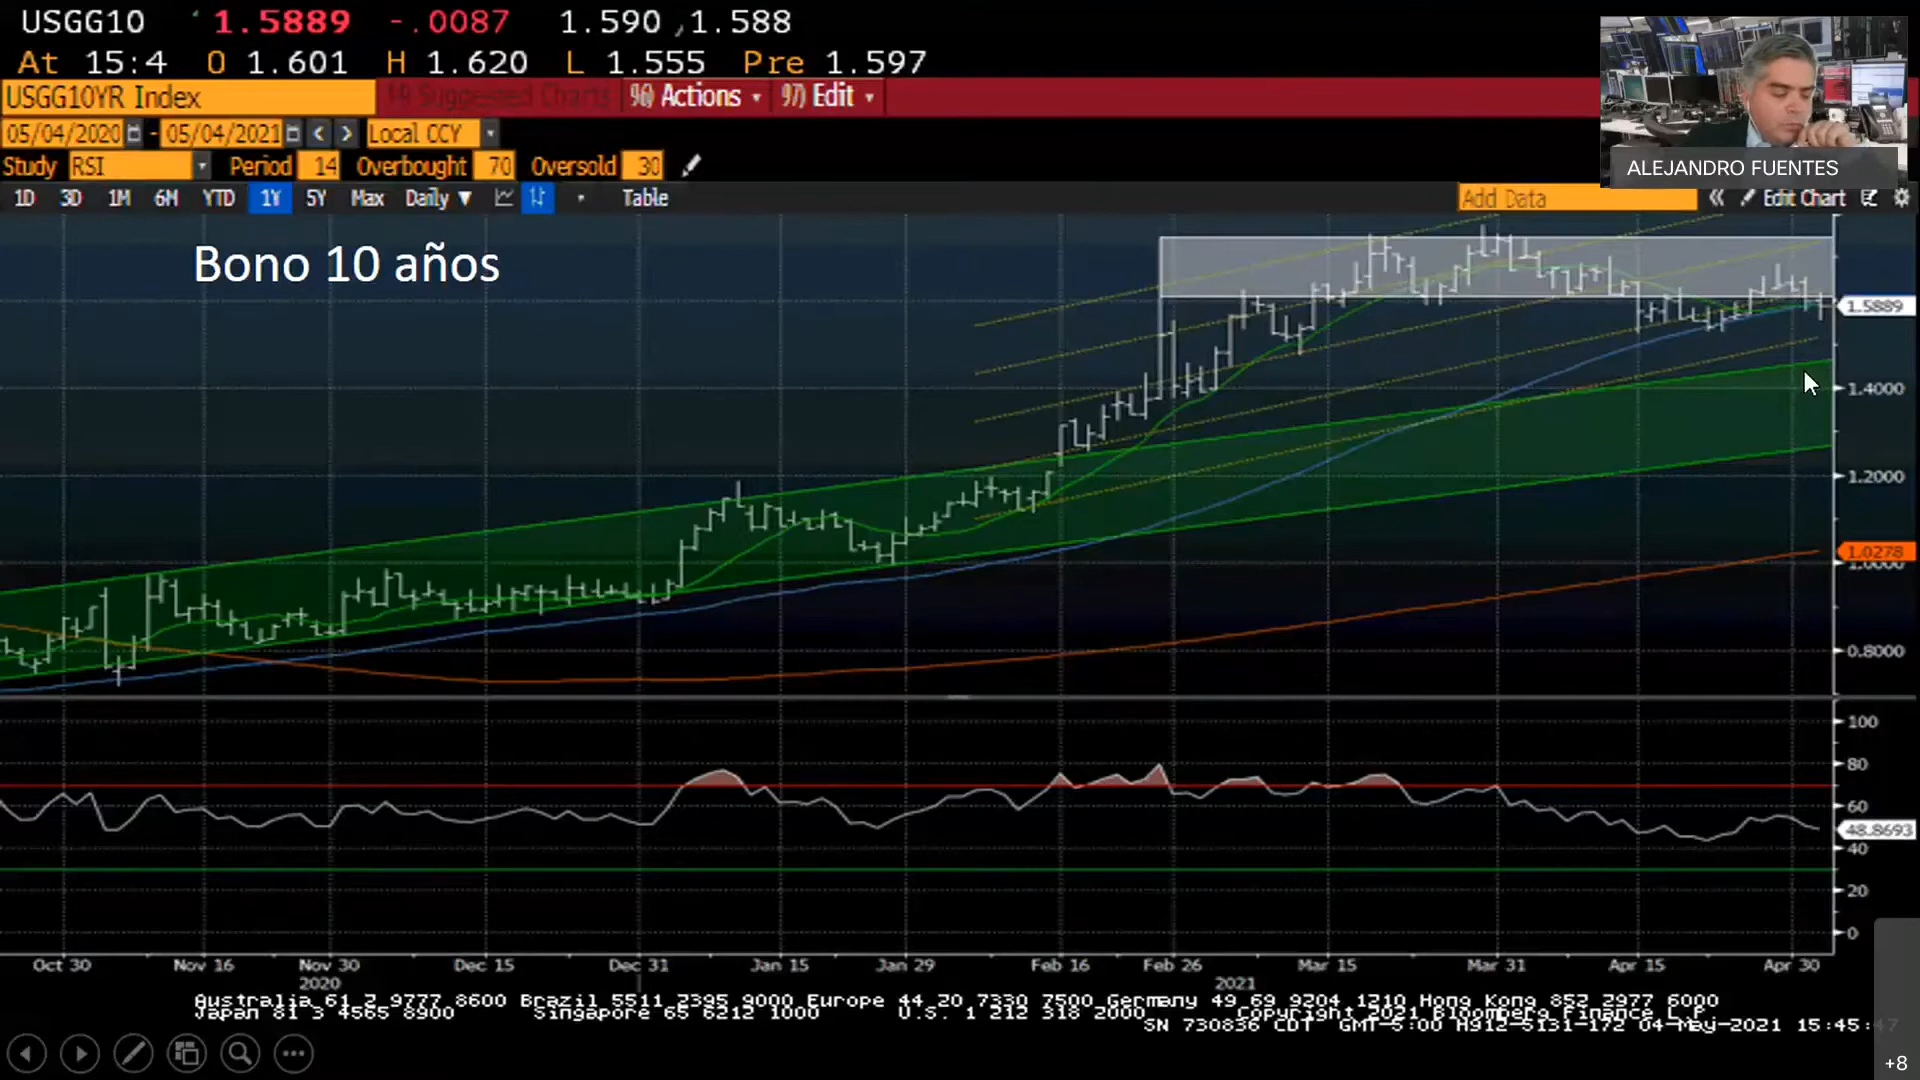 USGG10 1.5889 -.0087 1.590 ,1.588
At 15:4 O 1.601 H 1.620 L 1.555 Pre 1.597
USGG10YR Index Suggested Charts 96) Actions 97) Edit
05/04/2020 - 05/04/2021 Local CCY
Study RSI Period 14 Overbought 70 Oversold 30
1D 3D 1M 6M YTD 1Y 5Y Max Daily Table Add Data Edit Chart
ALEJANDRO FUENTES
Bono 10 años
1.5889
1.4000
1.2000
1.0278
1.0000
0.8000
100
80
60
48.8693
40
20
0
Oct 30 Nov 16 Nov 30 Dec 15 Dec 31 Jan 15 Jan 29 Feb 16 Feb 26 Mar 15 Mar 31 Apr 15 Apr 30
2020 2021
Australia 61 2 9777 8600 Brazil 5511 2395 9000 Europe 44 20 7330 7500 Germany 49 69 9204 1210 Hong Kong 852 2977 6000
Japan 81 3 4565 8900 Singapore 65 6212 1000 U.S. 1 212 318 2000 Copyright 2021 Bloomberg Finance L.P.
SN 730836 CDT GMT-5:00 H912-5131-172 04-May-2021 15:45:47
+8